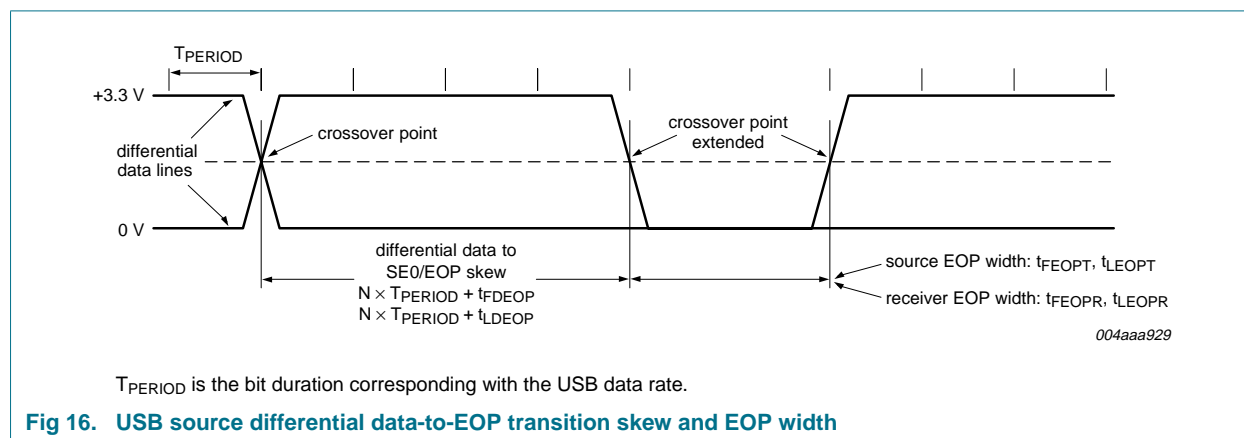 TPERIOD
+3.3 V
crossover point
crossover point
extended
differential
data lines
0 V
differential data to
SE0/EOP skew
N × TPERIOD + tFDEOP
N × TPERIOD + tLDEOP
source EOP width: tFEOPT, tLEOPT
receiver EOP width: tFEOPR, tLEOPR
004aaa929
TPERIOD is the bit duration corresponding with the USB data rate.
Fig 16. USB source differential data-to-EOP transition skew and EOP width